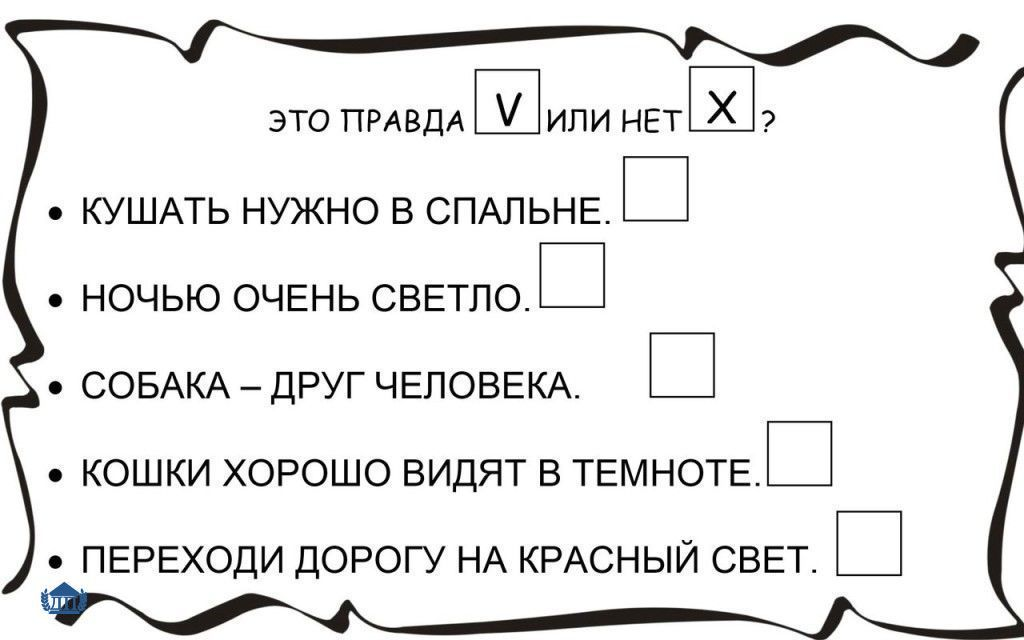 ЭТО ПРАВДА V ИЛИ НЕТ X ?
• КУШАТЬ НУЖНО В СПАЛЬНЕ.
• НОЧЬЮ ОЧЕНЬ СВЕТЛО.
• СОБАКА – ДРУГ ЧЕЛОВЕКА.
• КОШКИ ХОРОШО ВИДЯТ В ТЕМНОТЕ.
• ПЕРЕХОДИ ДОРОГУ НА КРАСНЫЙ СВЕТ.